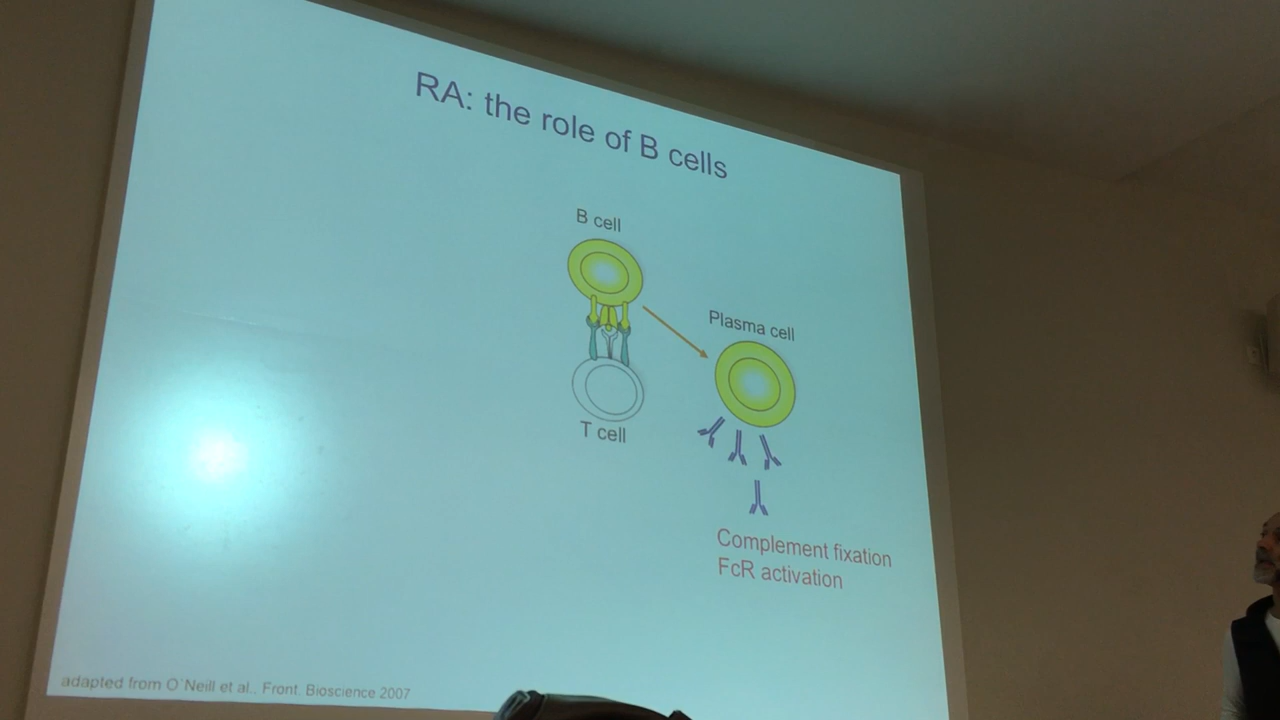 RA: the role of B cells
B cell
Plasma cell
T cell
Complement fixation
FcR activation
adapted from O´Neill et al.. Front. Bioscience 2007